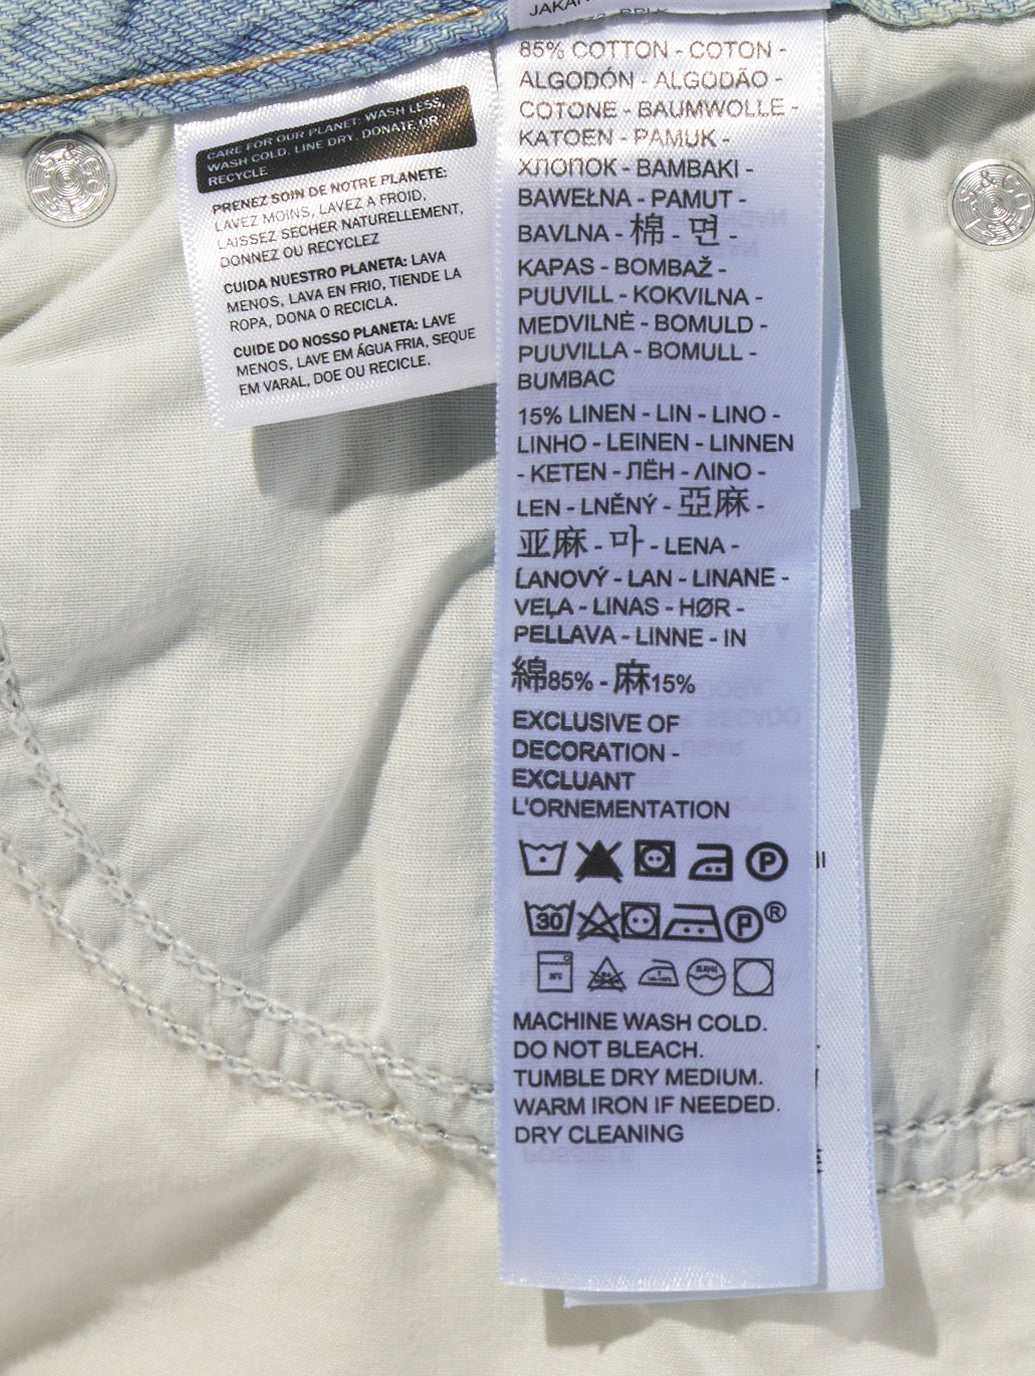 CARE FOR OUR PLANET: WASH LESS,
WASH COLD, LINE DRY, DONATE OR
RECYCLE
PRENEZ SOIN DE NOTRE PLANETE:
LAVEZ MOINS, LAVEZ A FROID,
LAISSEZ SECHER NATURELLEMENT,
DONNEZ OU RECYCLEZ
CUIDA NUESTRO PLANETA: LAVA
MENOS, LAVA EN FRIO, TIENDE LA
ROPA, DONA O RECICLA.
CUIDE DO NOSSO PLANETA: LAVE
MENOS, LAVE EM ÁGUA FRIA, SEQUE
EM VARAL, DOE OU RECICLE.
85% COTTON - COTON -
ALGODÓN - ALGODÃO -
COTONE - BAUMWOLLE -
KATOEN - PAMUK -
ХЛОПОК - BAMBAKI -
BAWEŁNA - PAMUT -
BAVLNA - 棉 - 면 -
KAPAS - BOMBAŽ -
PUUVILL - KOKVILNA -
MEDVILNĖ - BOMULD -
PUUVILLA - BOMULL -
BUMBAC
15% LINEN - LIN - LINO -
LINHO - LEINEN - LINNEN
- KETEN - ЛЁН - ΛINO -
LEN - LNĚNÝ - 亞麻 -
亚麻 - 마 - LENA -
ĹANOVÝ - LAN - LINANE -
VEĻA - LINAS - HØR -
PELLAVA - LINNE - IN
綿85% - 麻15%
EXCLUSIVE OF
DECORATION -
EXCLUANT
L'ORNEMENTATION
P
30 P ®
MACHINE WASH COLD.
DO NOT BLEACH.
TUMBLE DRY MEDIUM.
WARM IRON IF NEEDED.
DRY CLEANING